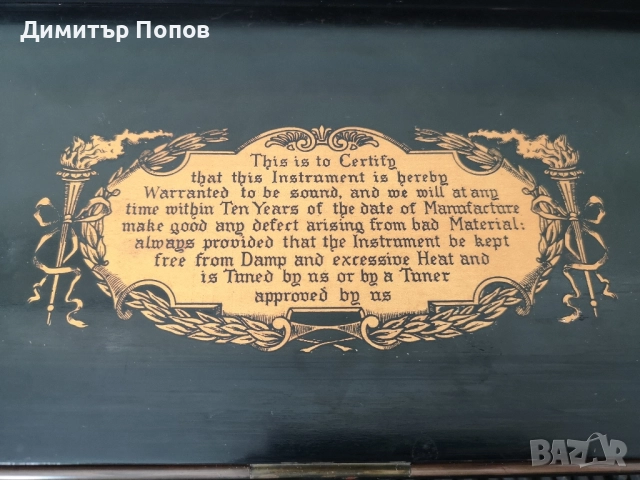 Димитър Попов
This is to Certify
that this Instrument is hereby
Warranted to be sound, and we will at any
time within Ten Years of the date of Manufacture
make good any defect arising from bad Material:
always provided that the Instrument be kept
free from Damp and excessive Heat and
is Tuned by us or by a Tuner
approved by us
BAZAR